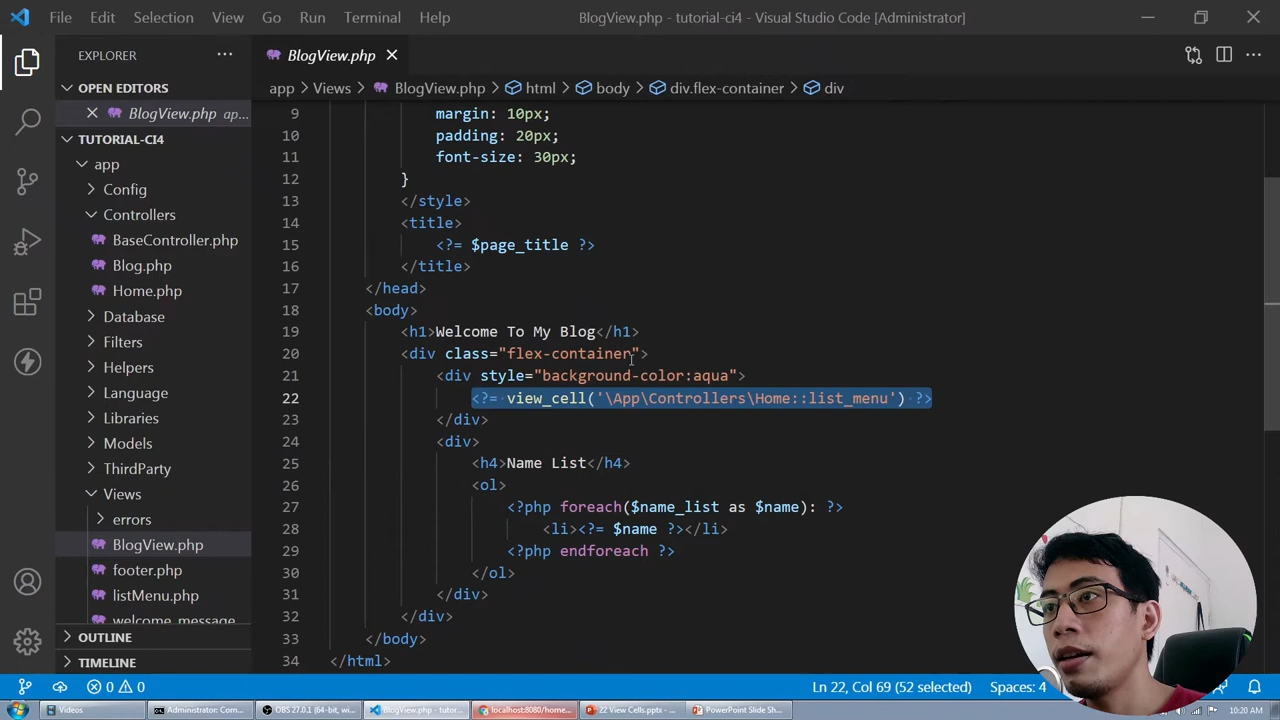 File Edit Selection View Go Run Terminal Help BlogView.php - tutorial-ci4 - Visual Studio Code [Administrator]
EXPLORER
OPEN EDITORS
BlogView.php ap...
TUTORIAL-CI4
app
Config
Controllers
BaseController.php
Blog.php
Home.php
Database
Filters
Helpers
Language
Libraries
Models
ThirdParty
Views
errors
BlogView.php
footer.php
listMenu.php
welcome_message
OUTLINE
TIMELINE
BlogView.php
app > Views > BlogView.php > html > body > div.flex-container > div
9 margin: 10px;
10 padding: 20px;
11 font-size: 30px;
12 }
13 </style>
14 <title>
15 <?= $page_title ?>
16 </title>
17 </head>
18 <body>
19 <h1>Welcome To My Blog</h1>
20 <div class="flex-container">
21 <div style="background-color:aqua">
22 <?= view_cell('\App\Controllers\Home::list_menu') ?>
23 </div>
24 <div>
25 <h4>Name List</h4>
26 <ol>
27 <?php foreach($name_list as $name): ?>
28 <li><?= $name ?></li>
29 <?php endforeach ?>
30 </ol>
31 </div>
32 </div>
33 </body>
34 </html>
0 0 Ln 22, Col 69 (52 selected) Spaces: 4
Videos Administrator: Com... OBS 27.0.1 (64-bit, wi... BlogView.php - tutori... localhost:8080/home... 22 View Cells.pptx - ... PowerPoint Slide Sh... 10:20 AM